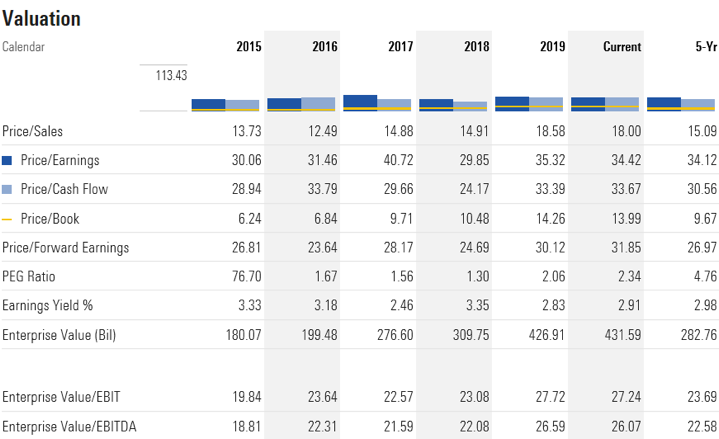 Valuation
Calendar 2015 2016 2017 2018 2019 Current 5-Yr
113.43
Price/Sales 13.73 12.49 14.88 14.91 18.58 18.00 15.09
Price/Earnings 30.06 31.46 40.72 29.85 35.32 34.42 34.12
Price/Cash Flow 28.94 33.79 29.66 24.17 33.39 33.67 30.56
Price/Book 6.24 6.84 9.71 10.48 14.26 13.99 9.67
Price/Forward Earnings 26.81 23.64 28.17 24.69 30.12 31.85 26.97
PEG Ratio 76.70 1.67 1.56 1.30 2.06 2.34 4.76
Earnings Yield % 3.33 3.18 2.46 3.35 2.83 2.91 2.98
Enterprise Value (Bil) 180.07 199.48 276.60 309.75 426.91 431.59 282.76
Enterprise Value/EBIT 19.84 23.64 22.57 23.08 27.72 27.24 23.69
Enterprise Value/EBITDA 18.81 22.31 21.59 22.08 26.59 26.07 22.58